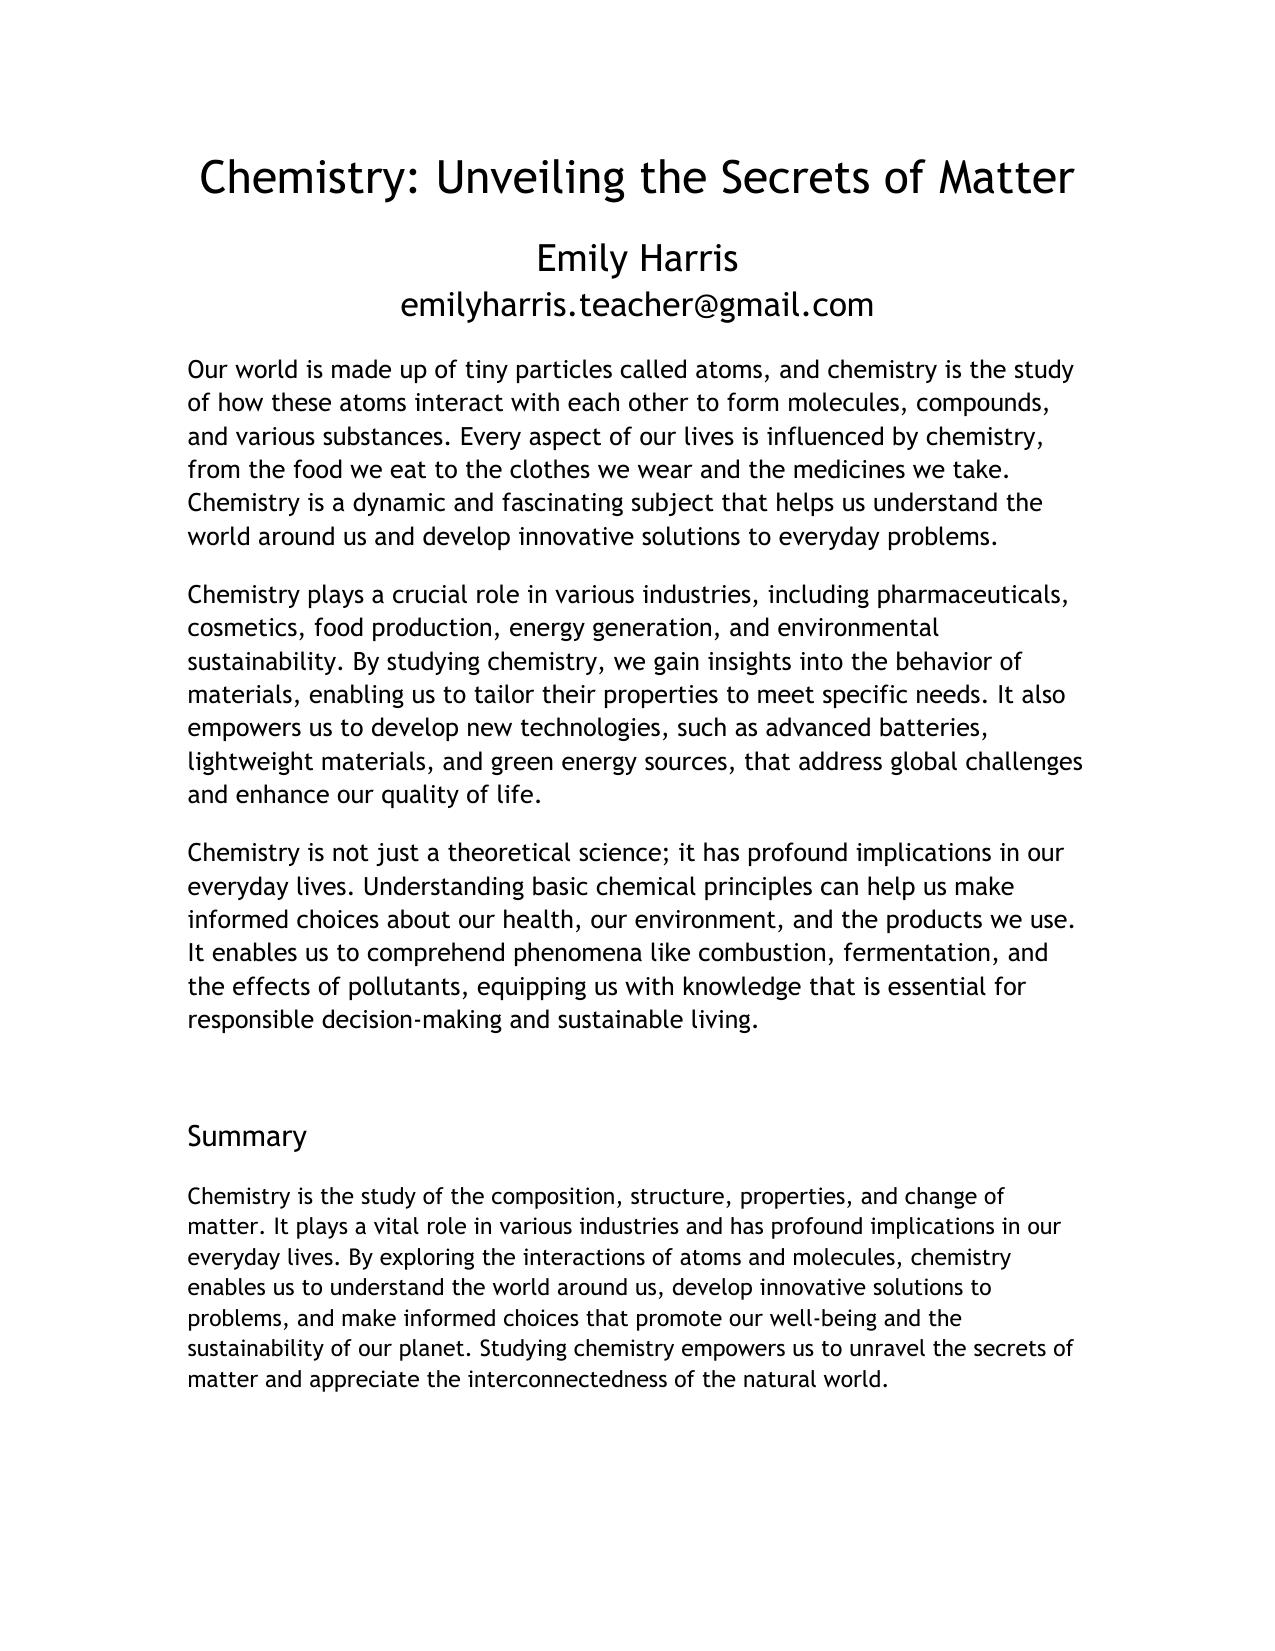 Chemistry: Unveiling the Secrets of Matter
Emily Harris
emilyharris.teacher@gmail.com
Our world is made up of tiny particles called atoms, and chemistry is the study
of how these atoms interact with each other to form molecules, compounds,
and various substances. Every aspect of our lives is influenced by chemistry,
from the food we eat to the clothes we wear and the medicines we take.
Chemistry is a dynamic and fascinating subject that helps us understand the
world around us and develop innovative solutions to everyday problems.
Chemistry plays a crucial role in various industries, including pharmaceuticals,
cosmetics, food production, energy generation, and environmental
sustainability. By studying chemistry, we gain insights into the behavior of
materials, enabling us to tailor their properties to meet specific needs. It also
empowers us to develop new technologies, such as advanced batteries,
lightweight materials, and green energy sources, that address global challenges
and enhance our quality of life.
Chemistry is not just a theoretical science; it has profound implications in our
everyday lives. Understanding basic chemical principles can help us make
informed choices about our health, our environment, and the products we use.
It enables us to comprehend phenomena like combustion, fermentation, and
the effects of pollutants, equipping us with knowledge that is essential for
responsible decision-making and sustainable living.
Summary
Chemistry is the study of the composition, structure, properties, and change of
matter. It plays a vital role in various industries and has profound implications in our
everyday lives. By exploring the interactions of atoms and molecules, chemistry
enables us to understand the world around us, develop innovative solutions to
problems, and make informed choices that promote our well-being and the
sustainability of our planet. Studying chemistry empowers us to unravel the secrets of
matter and appreciate the interconnectedness of the natural world.